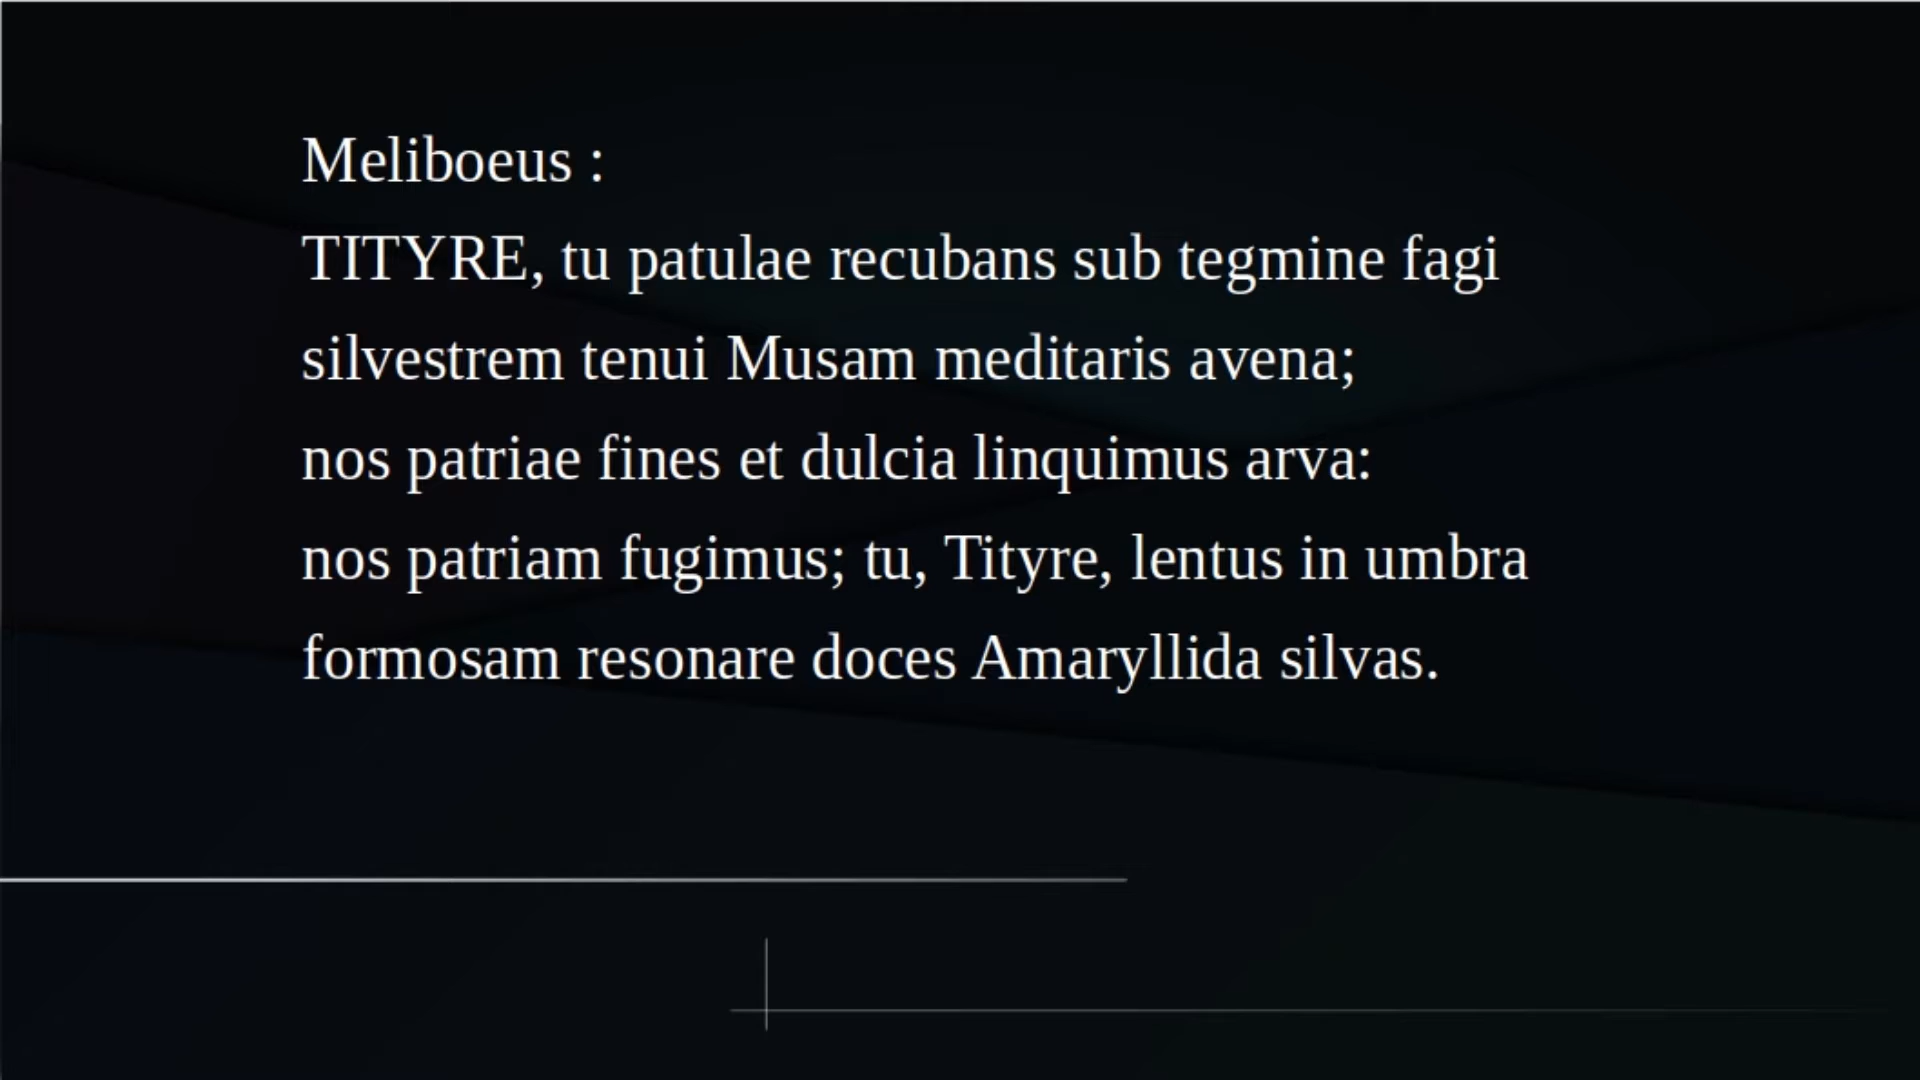 Meliboeus :
TITYRE, tu patulae recubans sub tegmine fagi
silvestrem tenui Musam meditaris avena;
nos patriae fines et dulcia linquimus arva:
nos patriam fugimus; tu, Tityre, lentus in umbra
formosam resonare doces Amaryllida silvas.